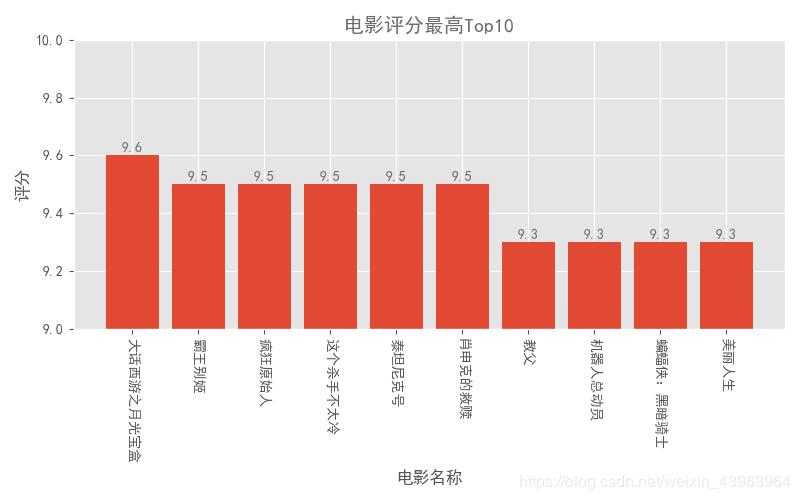 电影评分最高Top10
评分
10.0
9.8
9.6
9.4
9.2
9.0
9.6
9.5
9.5
9.5
9.5
9.5
9.3
9.3
9.3
9.3
大话西游之月光宝盒
霸王别姬
疯狂原始人
这个杀手不太冷
泰坦尼克号
肖申克的救赎
教父
机器人总动员
蝙蝠侠：黑暗骑士
美丽人生
电影名称
https://blog.csdn.net/weixin_43963964